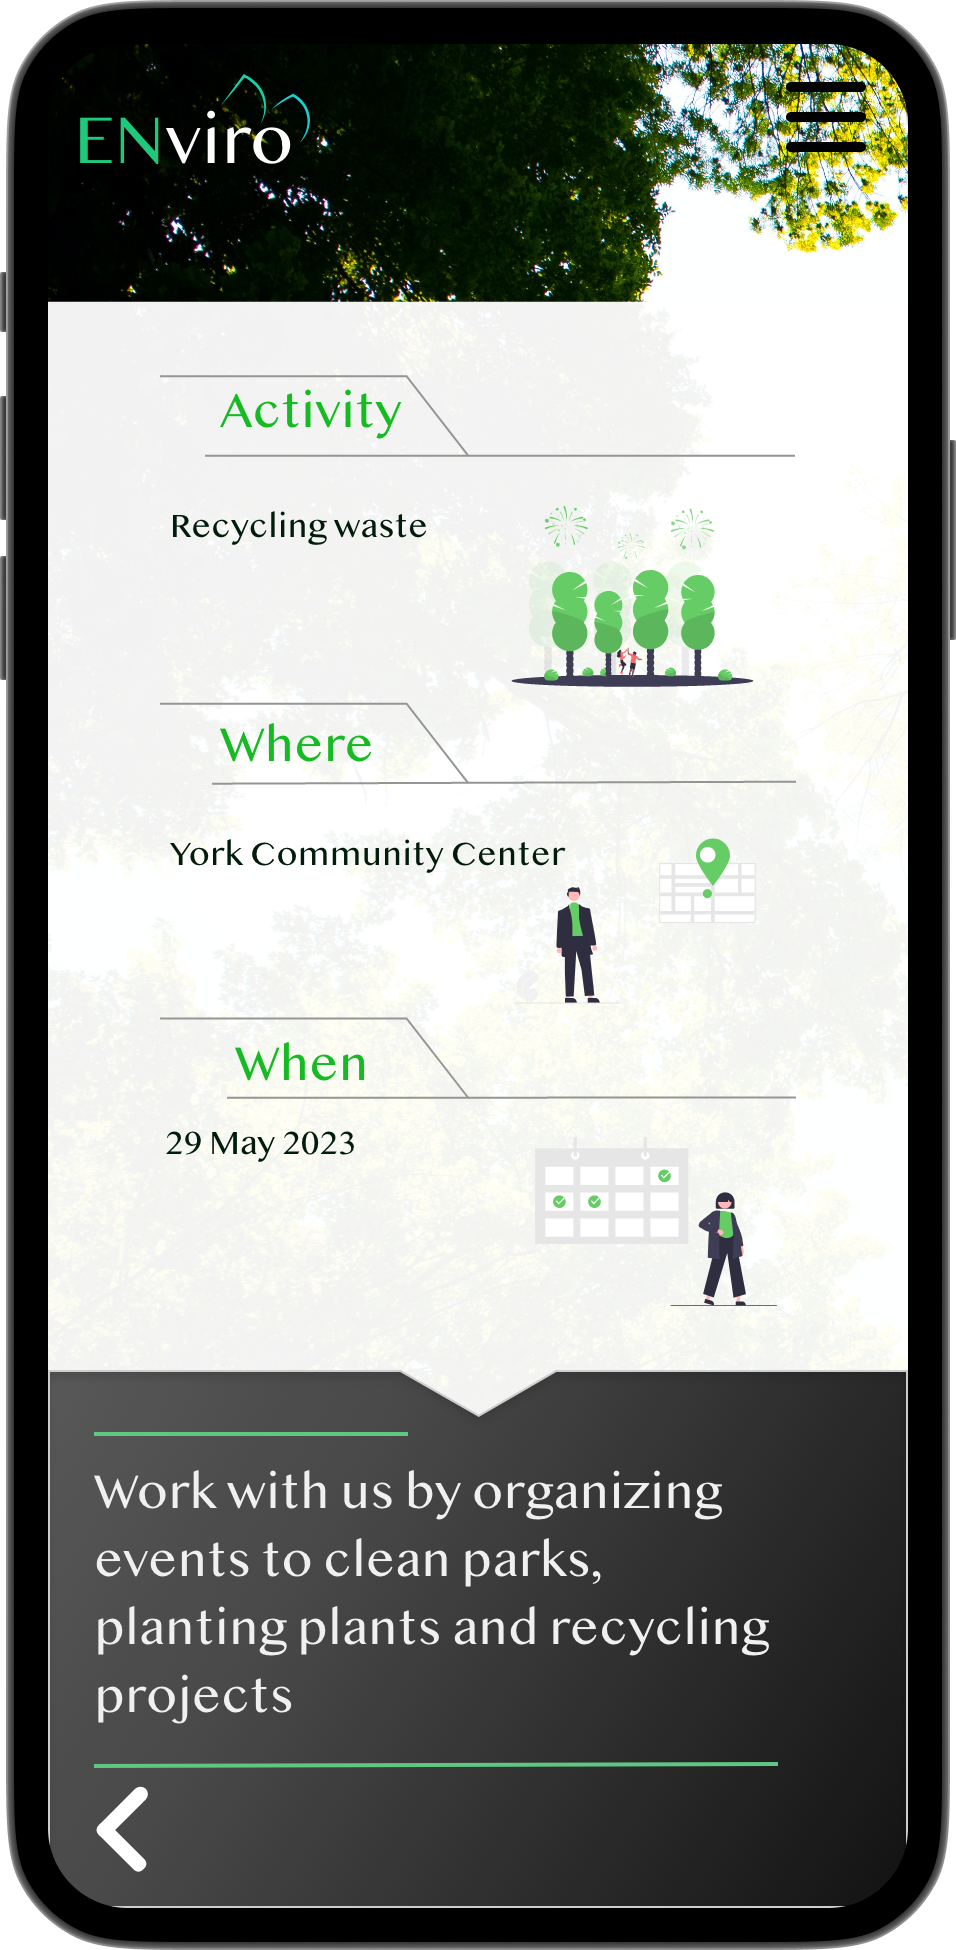 ENviro
Activity
Recycling waste
Where
York Community Center
When
29 May 2023
Work with us by organizing
events to clean parks,
planting plants and recycling
projects